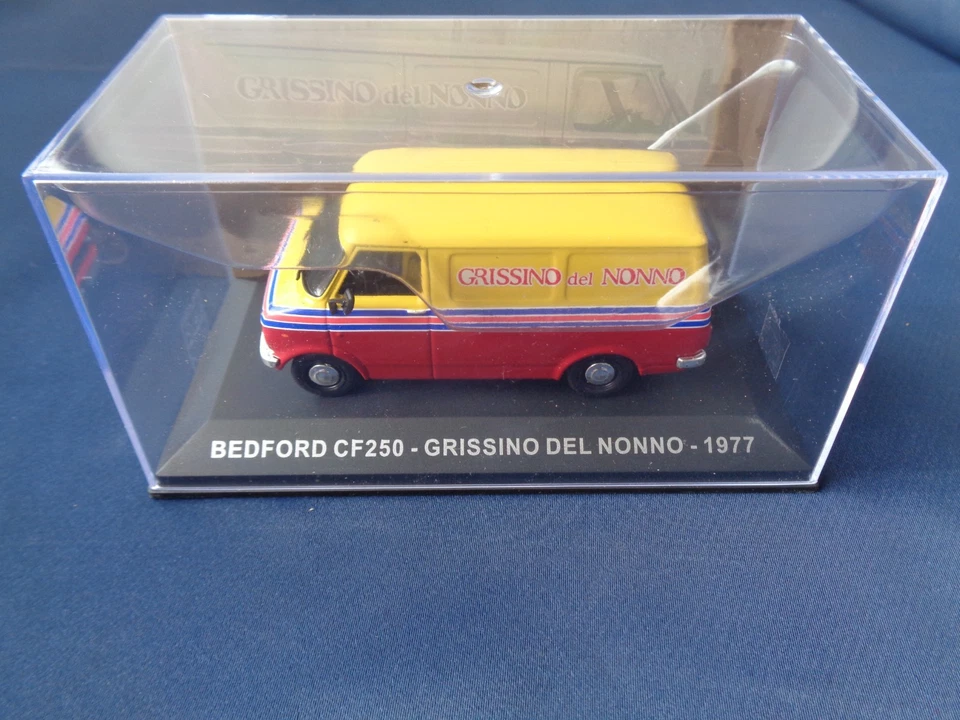 GRISSINO del NONNO
GRISSINO del NONNO
BEDFORD CF250 - GRISSINO DEL NONNO - 1977